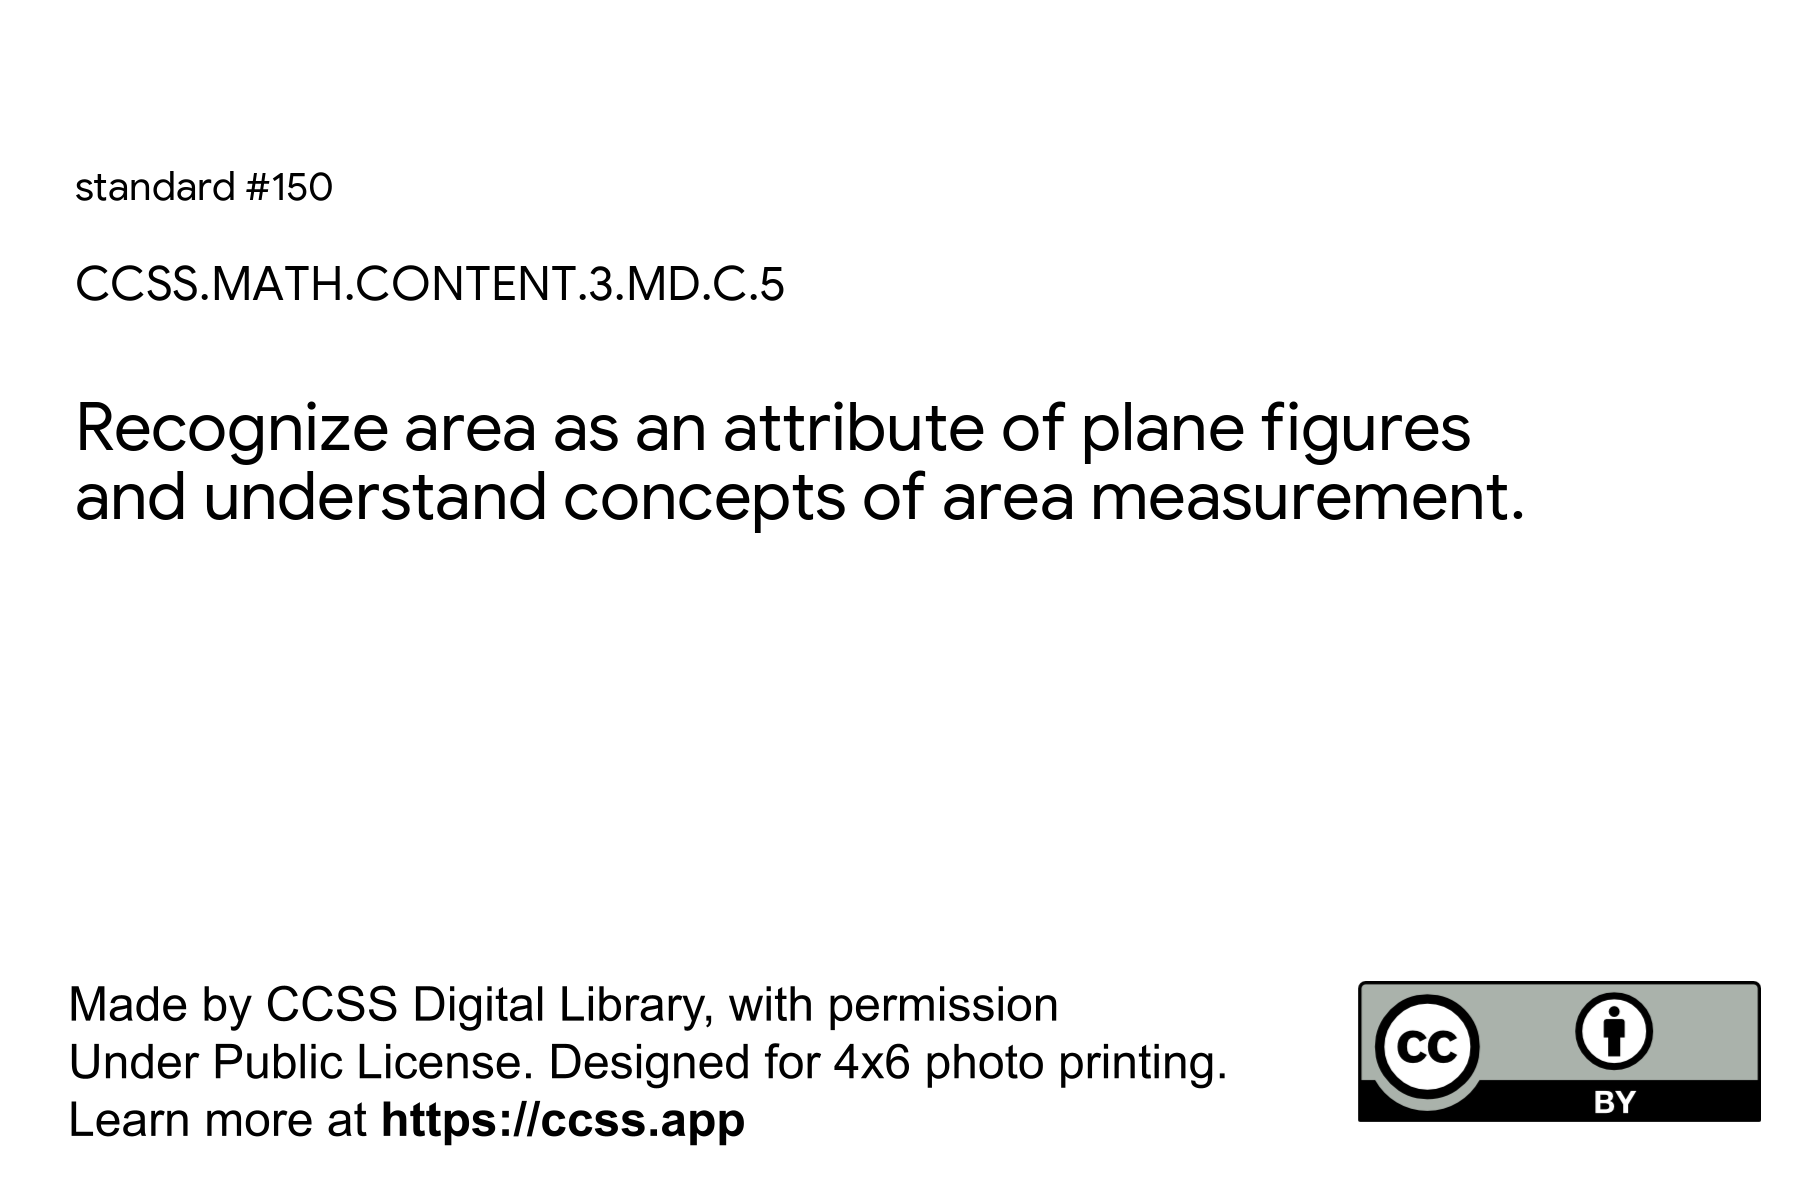 standard #150
CCSS.MATH.CONTENT.3.MD.C.5
Recognize area as an attribute of plane figures
and understand concepts of area measurement.
Made by CCSS Digital Library, with permission
Under Public License. Designed for 4x6 photo printing.
Learn more at https://ccss.app
cc
BY